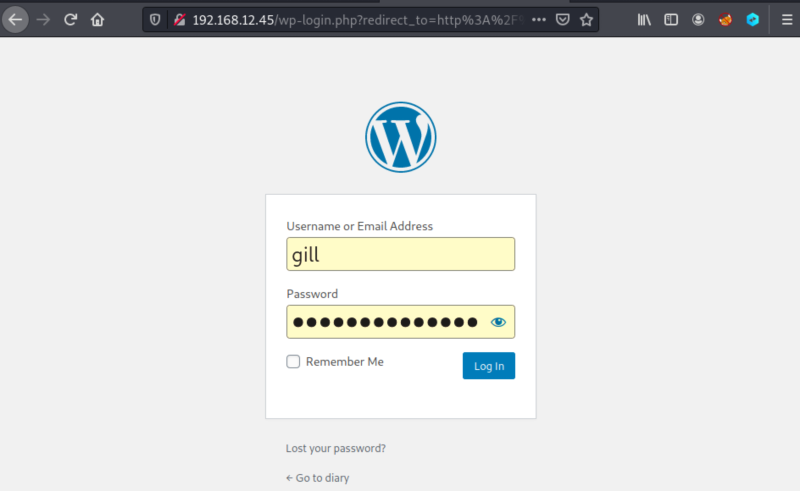 192.168.12.45/wp-login.php?redirect_to=http%3A%2F
Username or Email Address
gill
Password
Remember Me
Log In
Lost your password?
← Go to diary